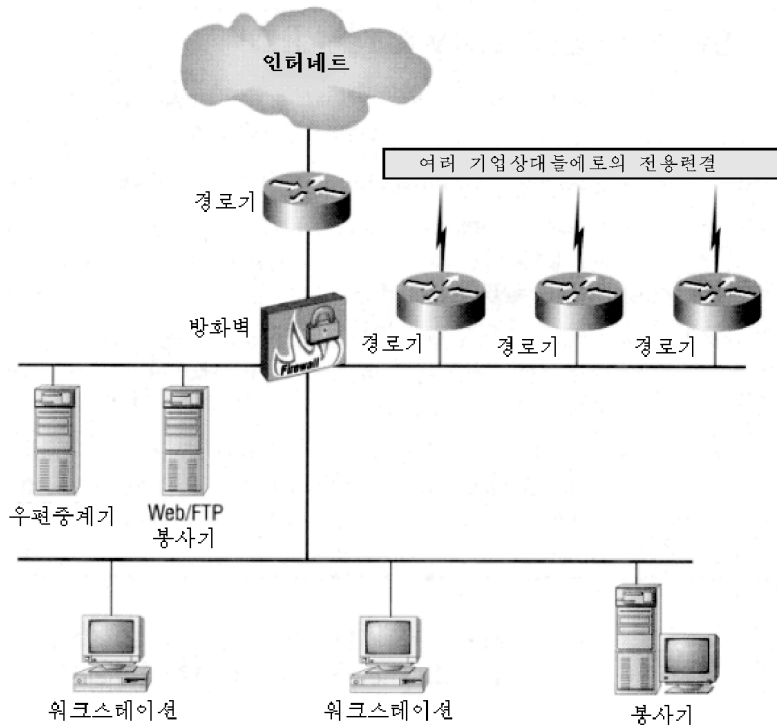 인터네트
여러 기업상대들에로의 전용련결
경로기
방화벽
경로기
경로기
경로기
Firewall
우편중계기
Web/FTP
봉사기
워크스테이션
워크스테이션
봉사기